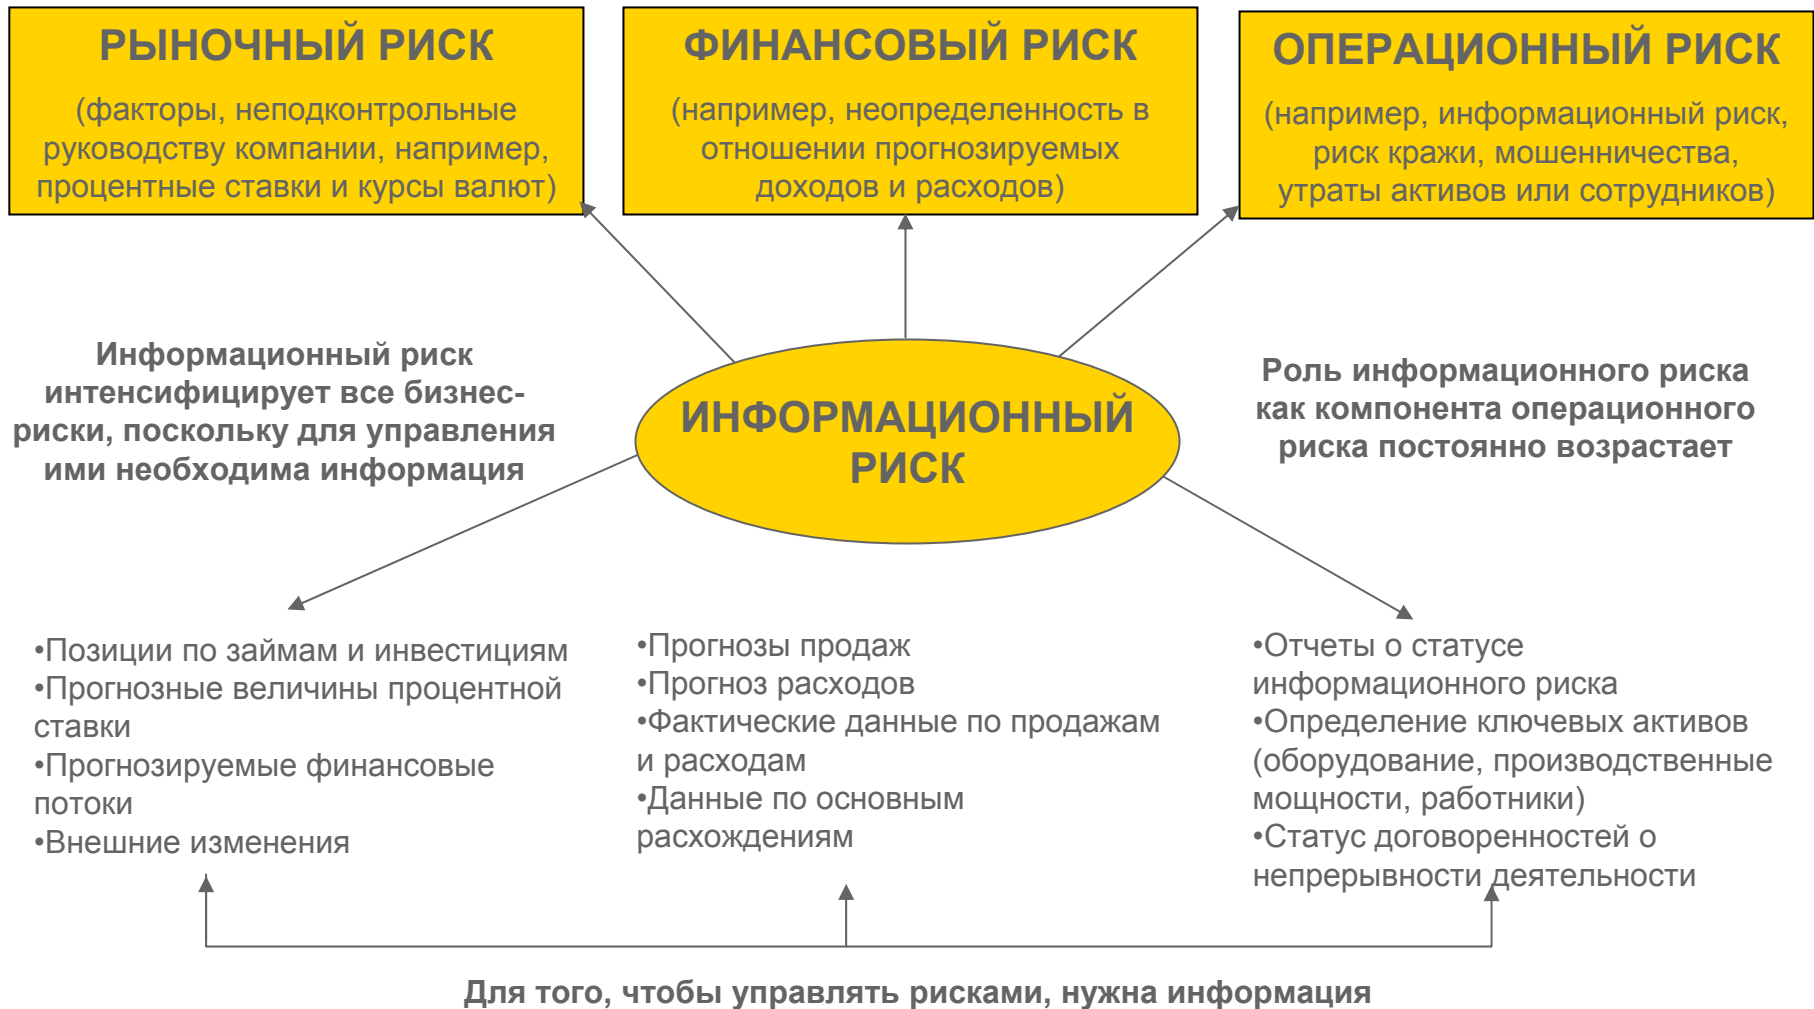 РЫНОЧНЫЙ РИСК
(факторы, неподконтрольные
руководству компании, например,
процентные ставки и курсы валют)
ФИНАНСОВЫЙ РИСК
(например, неопределенность в
отношении прогнозируемых
доходов и расходов)
ОПЕРАЦИОННЫЙ РИСК
(например, информационный риск,
риск кражи, мошенничества,
утраты активов или сотрудников)
Информационный риск
интенсифицирует все бизнес-
риски, поскольку для управления
ими необходима информация
ИНФОРМАЦИОННЫЙ
РИСК
Роль информационного риска
как компонента операционного
риска постоянно возрастает
•Позиции по займам и инвестициям
•Прогнозные величины процентной
ставки
•Прогнозируемые финансовые
потоки
•Внешние изменения
•Прогнозы продаж
•Прогноз расходов
•Фактические данные по продажам
и расходам
•Данные по основным
расхождениям
•Отчеты о статусе
информационного риска
•Определение ключевых активов
(оборудование, производственные
мощности, работники)
•Статус договоренностей о
непрерывности деятельности
Для того, чтобы управлять рисками, нужна информация